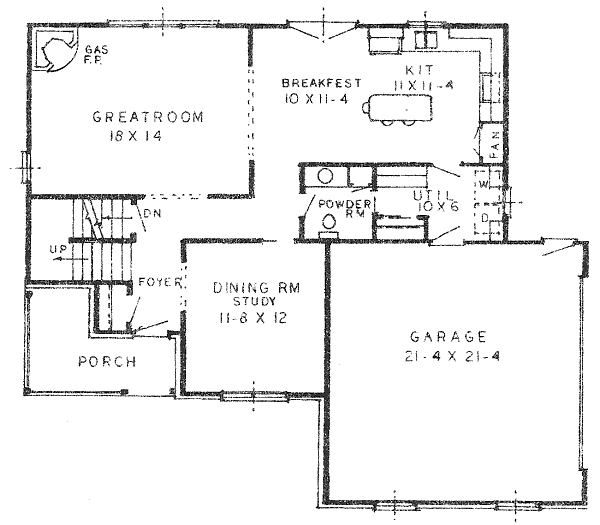 GAS
F.P.
GREATROOM
18 X 14
BREAKFEST
10 X 11-4
KIT
11 X 11-4
PAN
W
D
UTIL
10 X 6
POWDER
RM
DN
UP
FOYER
DINING RM
STUDY
11-8 X 12
PORCH
GARAGE
21-4 X 21-4